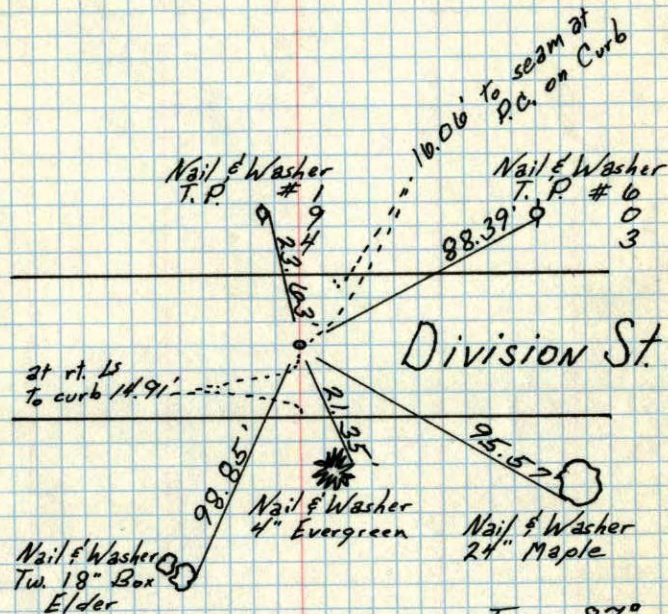 16.06' to seam at
P.C. on Curb
Nail & Washer
T.P. # 1
9
4
Nail & Washer
T.P. # 6
0
3
23.63
88.39'
Division St.
at rt. Ls
to curb 14.91'
98.85'
21.35'
95.57
Nail & Washer
4" Evergreen
Nail & Washer
24" Maple
Nail & Washer
Tw. 18" Box
Elder